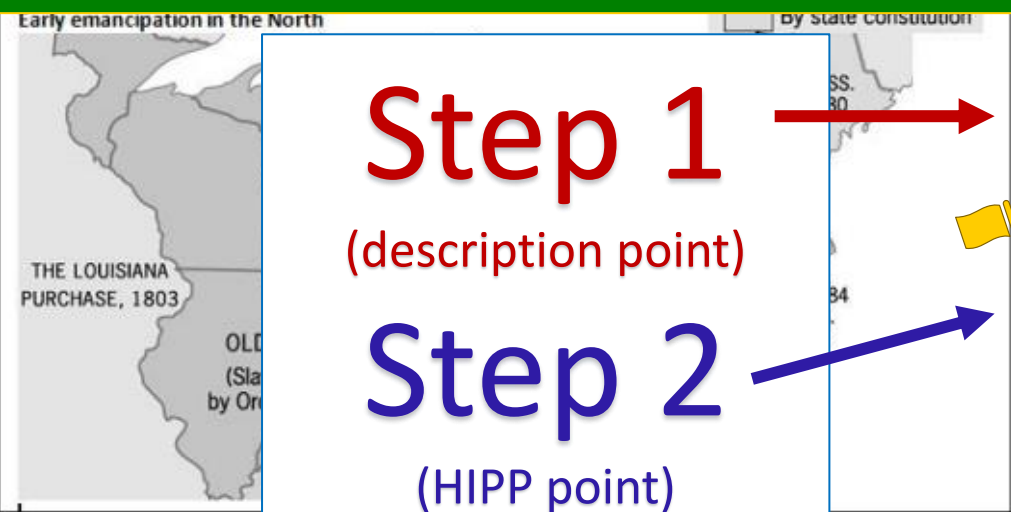 Early emancipation in the North
By state constitution
Step 1
SS.
80
(description point)
THE LOUISIANA
PURCHASE, 1803
84
Step 2
OLD
(Sla
by Or
(HIPP point)